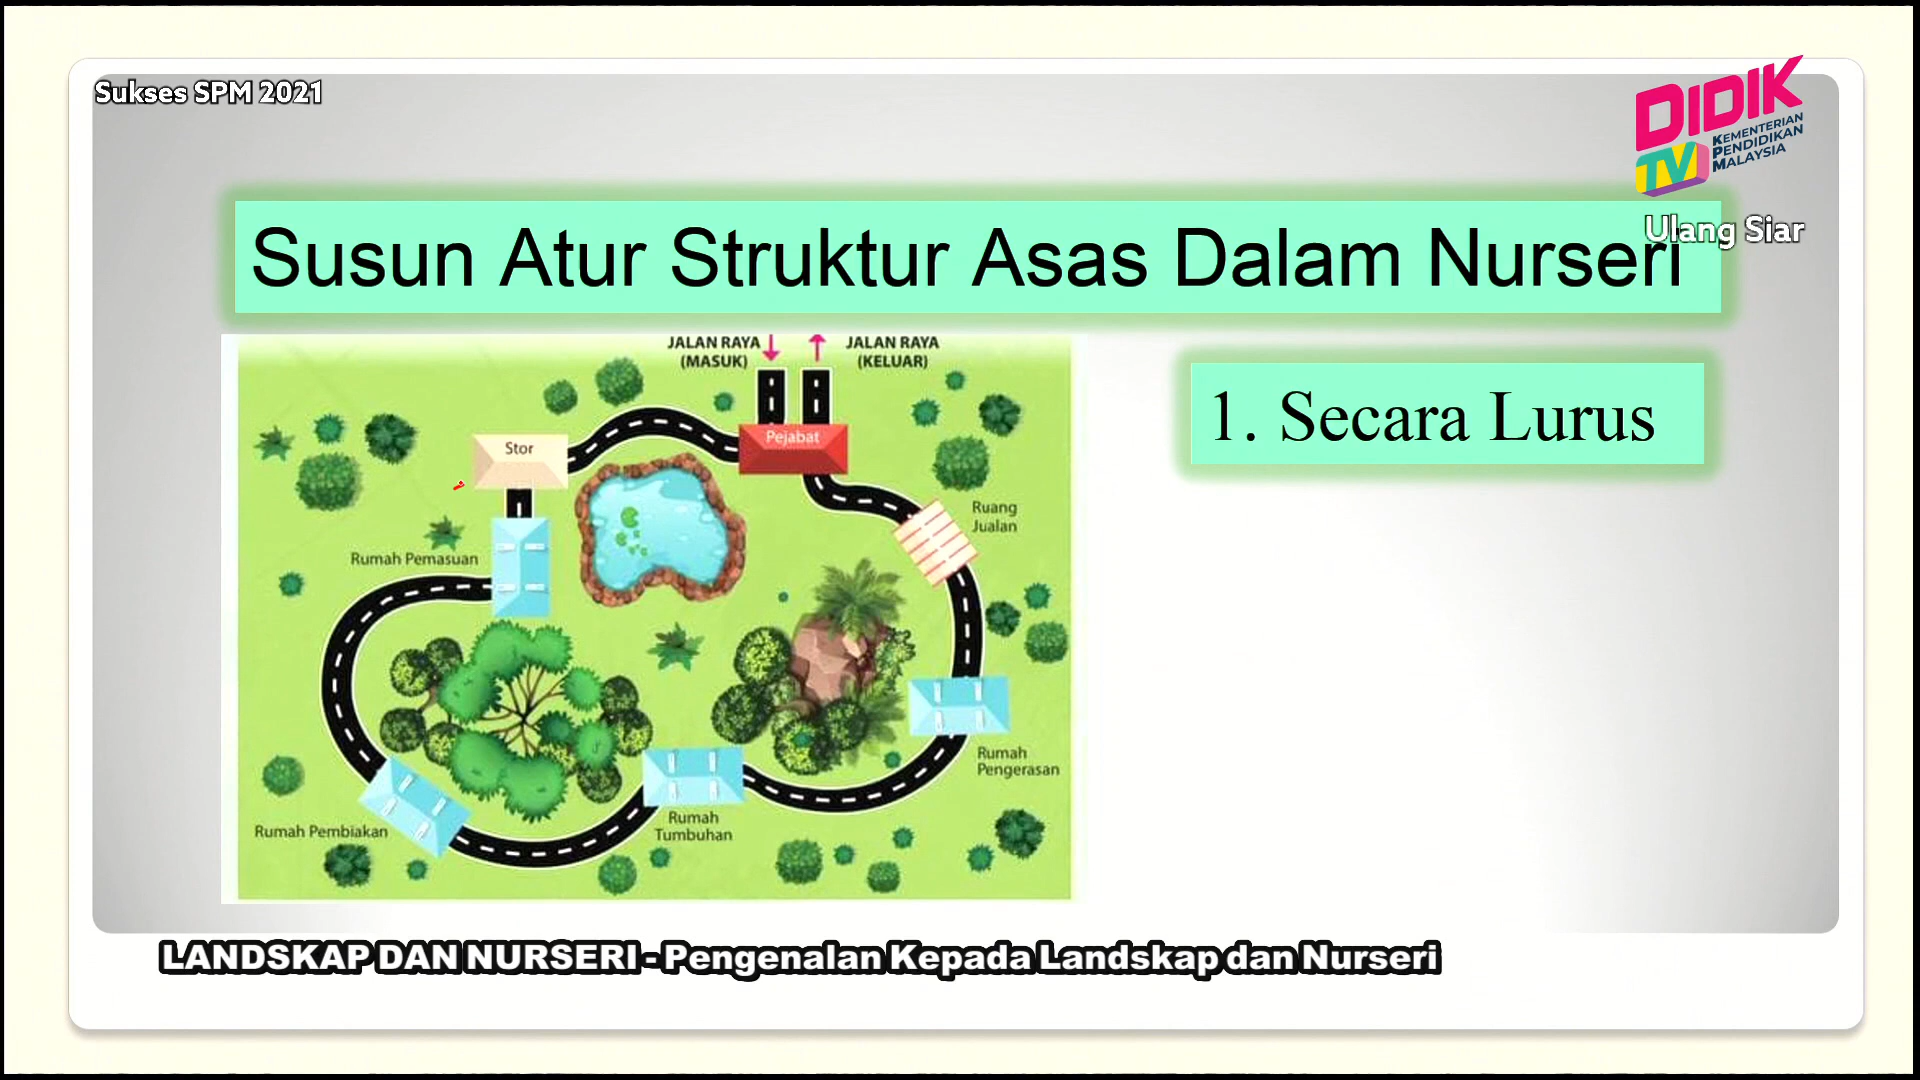 Sukses SPM 2021
DIDIK
TV
KEMENTERIAN
PENDIDIKAN
MALAYSIA
Ulang Siar
Susun Atur Struktur Asas Dalam Nurseri
1. Secara Lurus
JALAN RAYA
(MASUK)
JALAN RAYA
(KELUAR)
Stor
Pejabat
Ruang
Jualan
Rumah Pemasuan
Rumah
Pengerasan
Rumah
Tumbuhan
Rumah Pembiakan
LANDSKAP DAN NURSERI - Pengenalan Kepada Landskap dan Nurseri